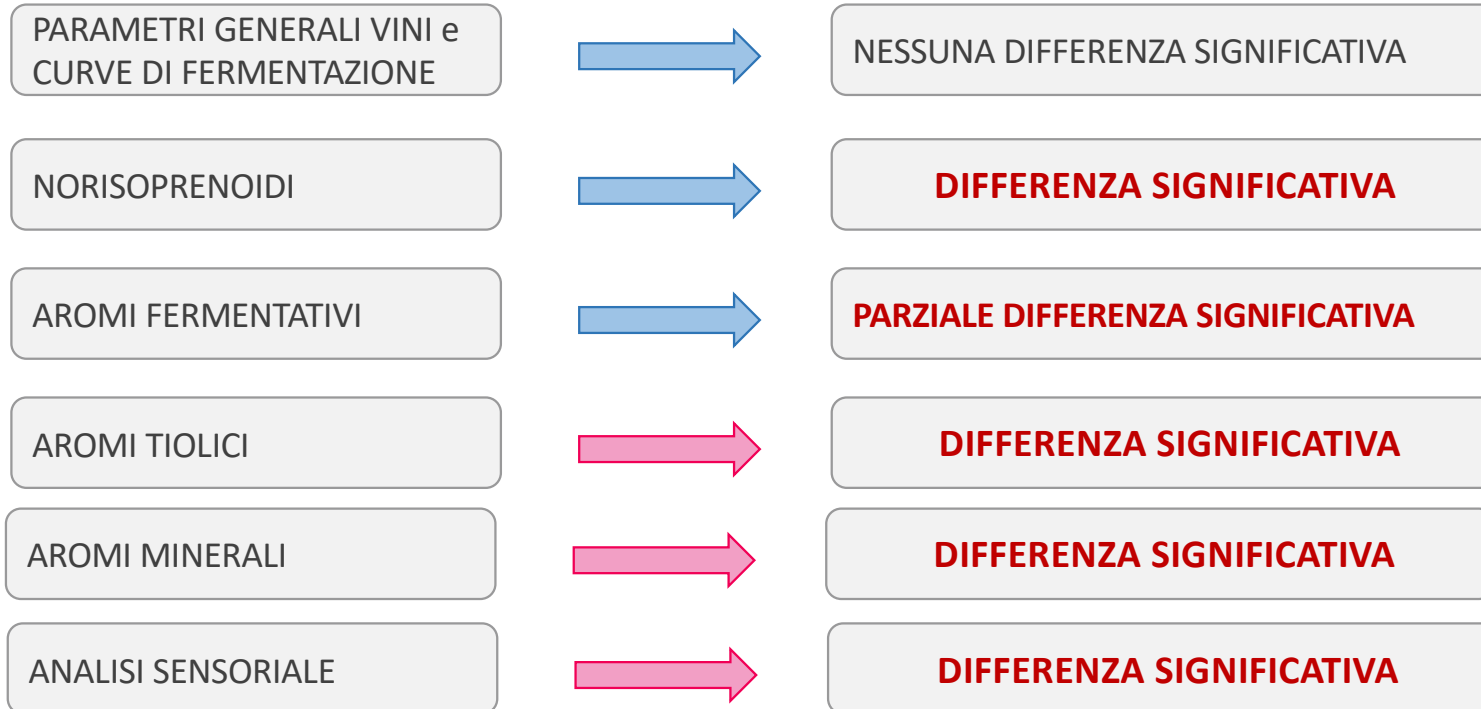 PARAMETRI GENERALI VINI e
CURVE DI FERMENTAZIONE
NESSUNA DIFFERENZA SIGNIFICATIVA
NORISOPRENOIDI
DIFFERENZA SIGNIFICATIVA
AROMI FERMENTATIVI
PARZIALE DIFFERENZA SIGNIFICATIVA
AROMI TIOLICI
DIFFERENZA SIGNIFICATIVA
AROMI MINERALI
DIFFERENZA SIGNIFICATIVA
ANALISI SENSORIALE
DIFFERENZA SIGNIFICATIVA